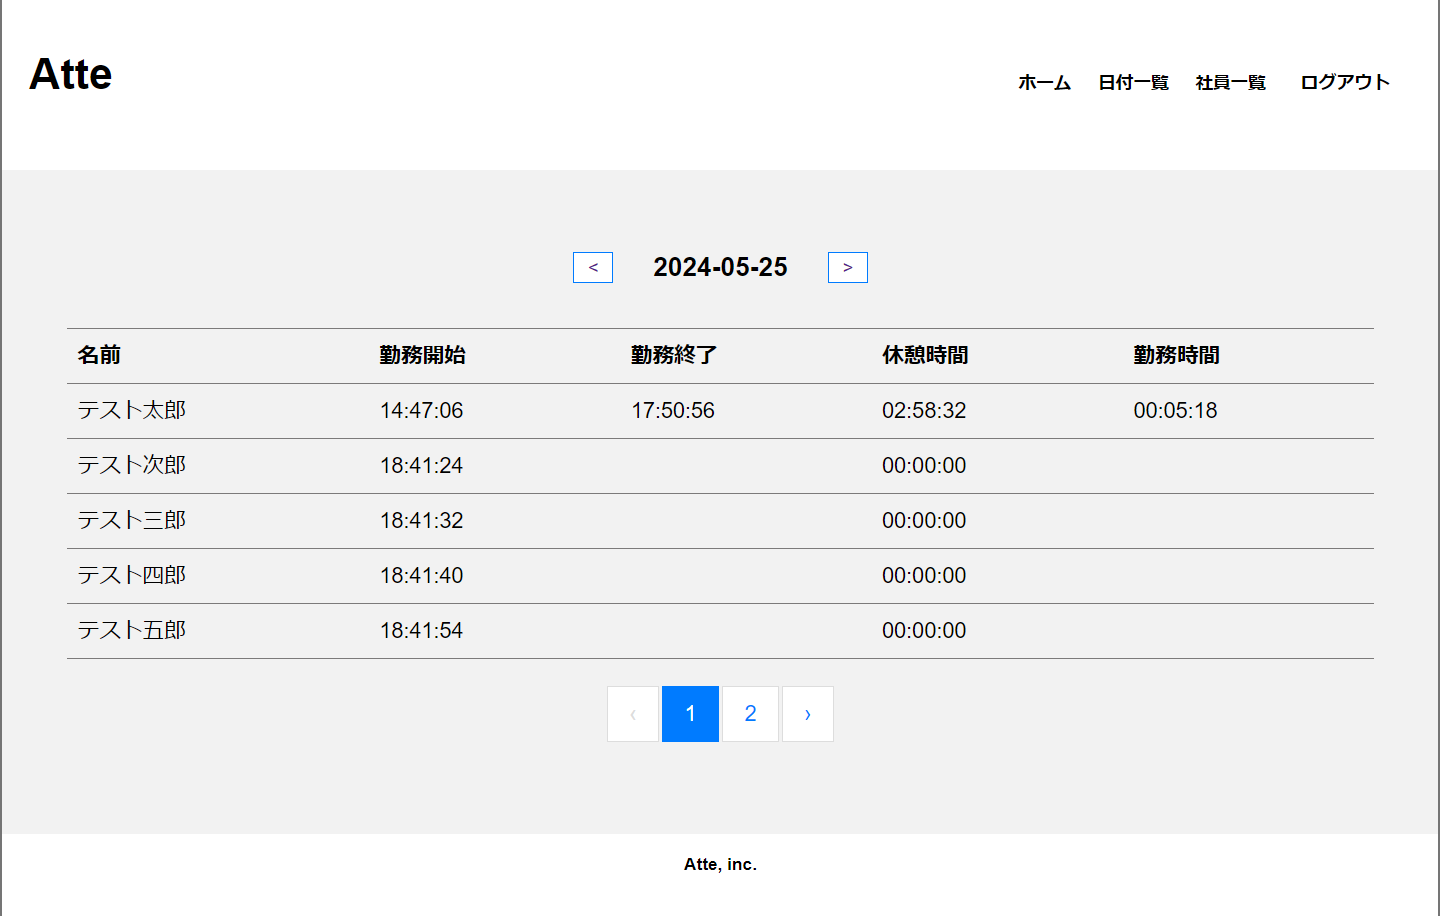 Atte
ホーム 日付一覧 社員一覧 ログアウト
< 2024-05-25 >
名前 勤務開始 勤務終了 休憩時間 勤務時間
テスト太郎 14:47:06 17:50:56 02:58:32 00:05:18
テスト次郎 18:41:24 00:00:00
テスト三郎 18:41:32 00:00:00
テスト四郎 18:41:40 00:00:00
テスト五郎 18:41:54 00:00:00
‹ 1 2 ›
Atte, inc.